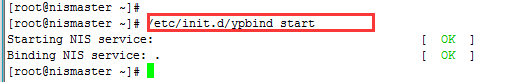 [root@nismaster ~]#
[root@nismaster ~]# /etc/init.d/ypbind start
Starting NIS service: [ OK ]
Binding NIS service: . [ OK ]
[root@nismaster ~]#